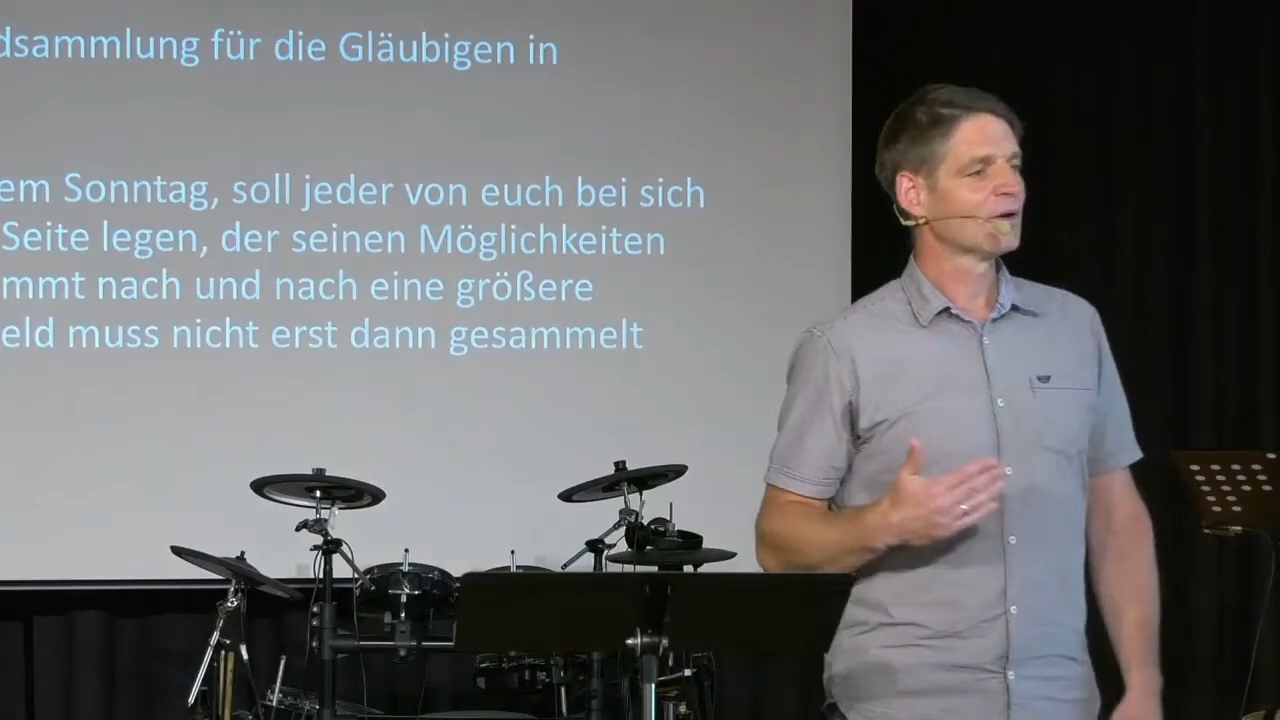 dsammlung für die Gläubigen in
em Sonntag, soll jeder von euch bei sich
Seite legen, der seinen Möglichkeiten
mmt nach und nach eine größere
eld muss nicht erst dann gesammelt